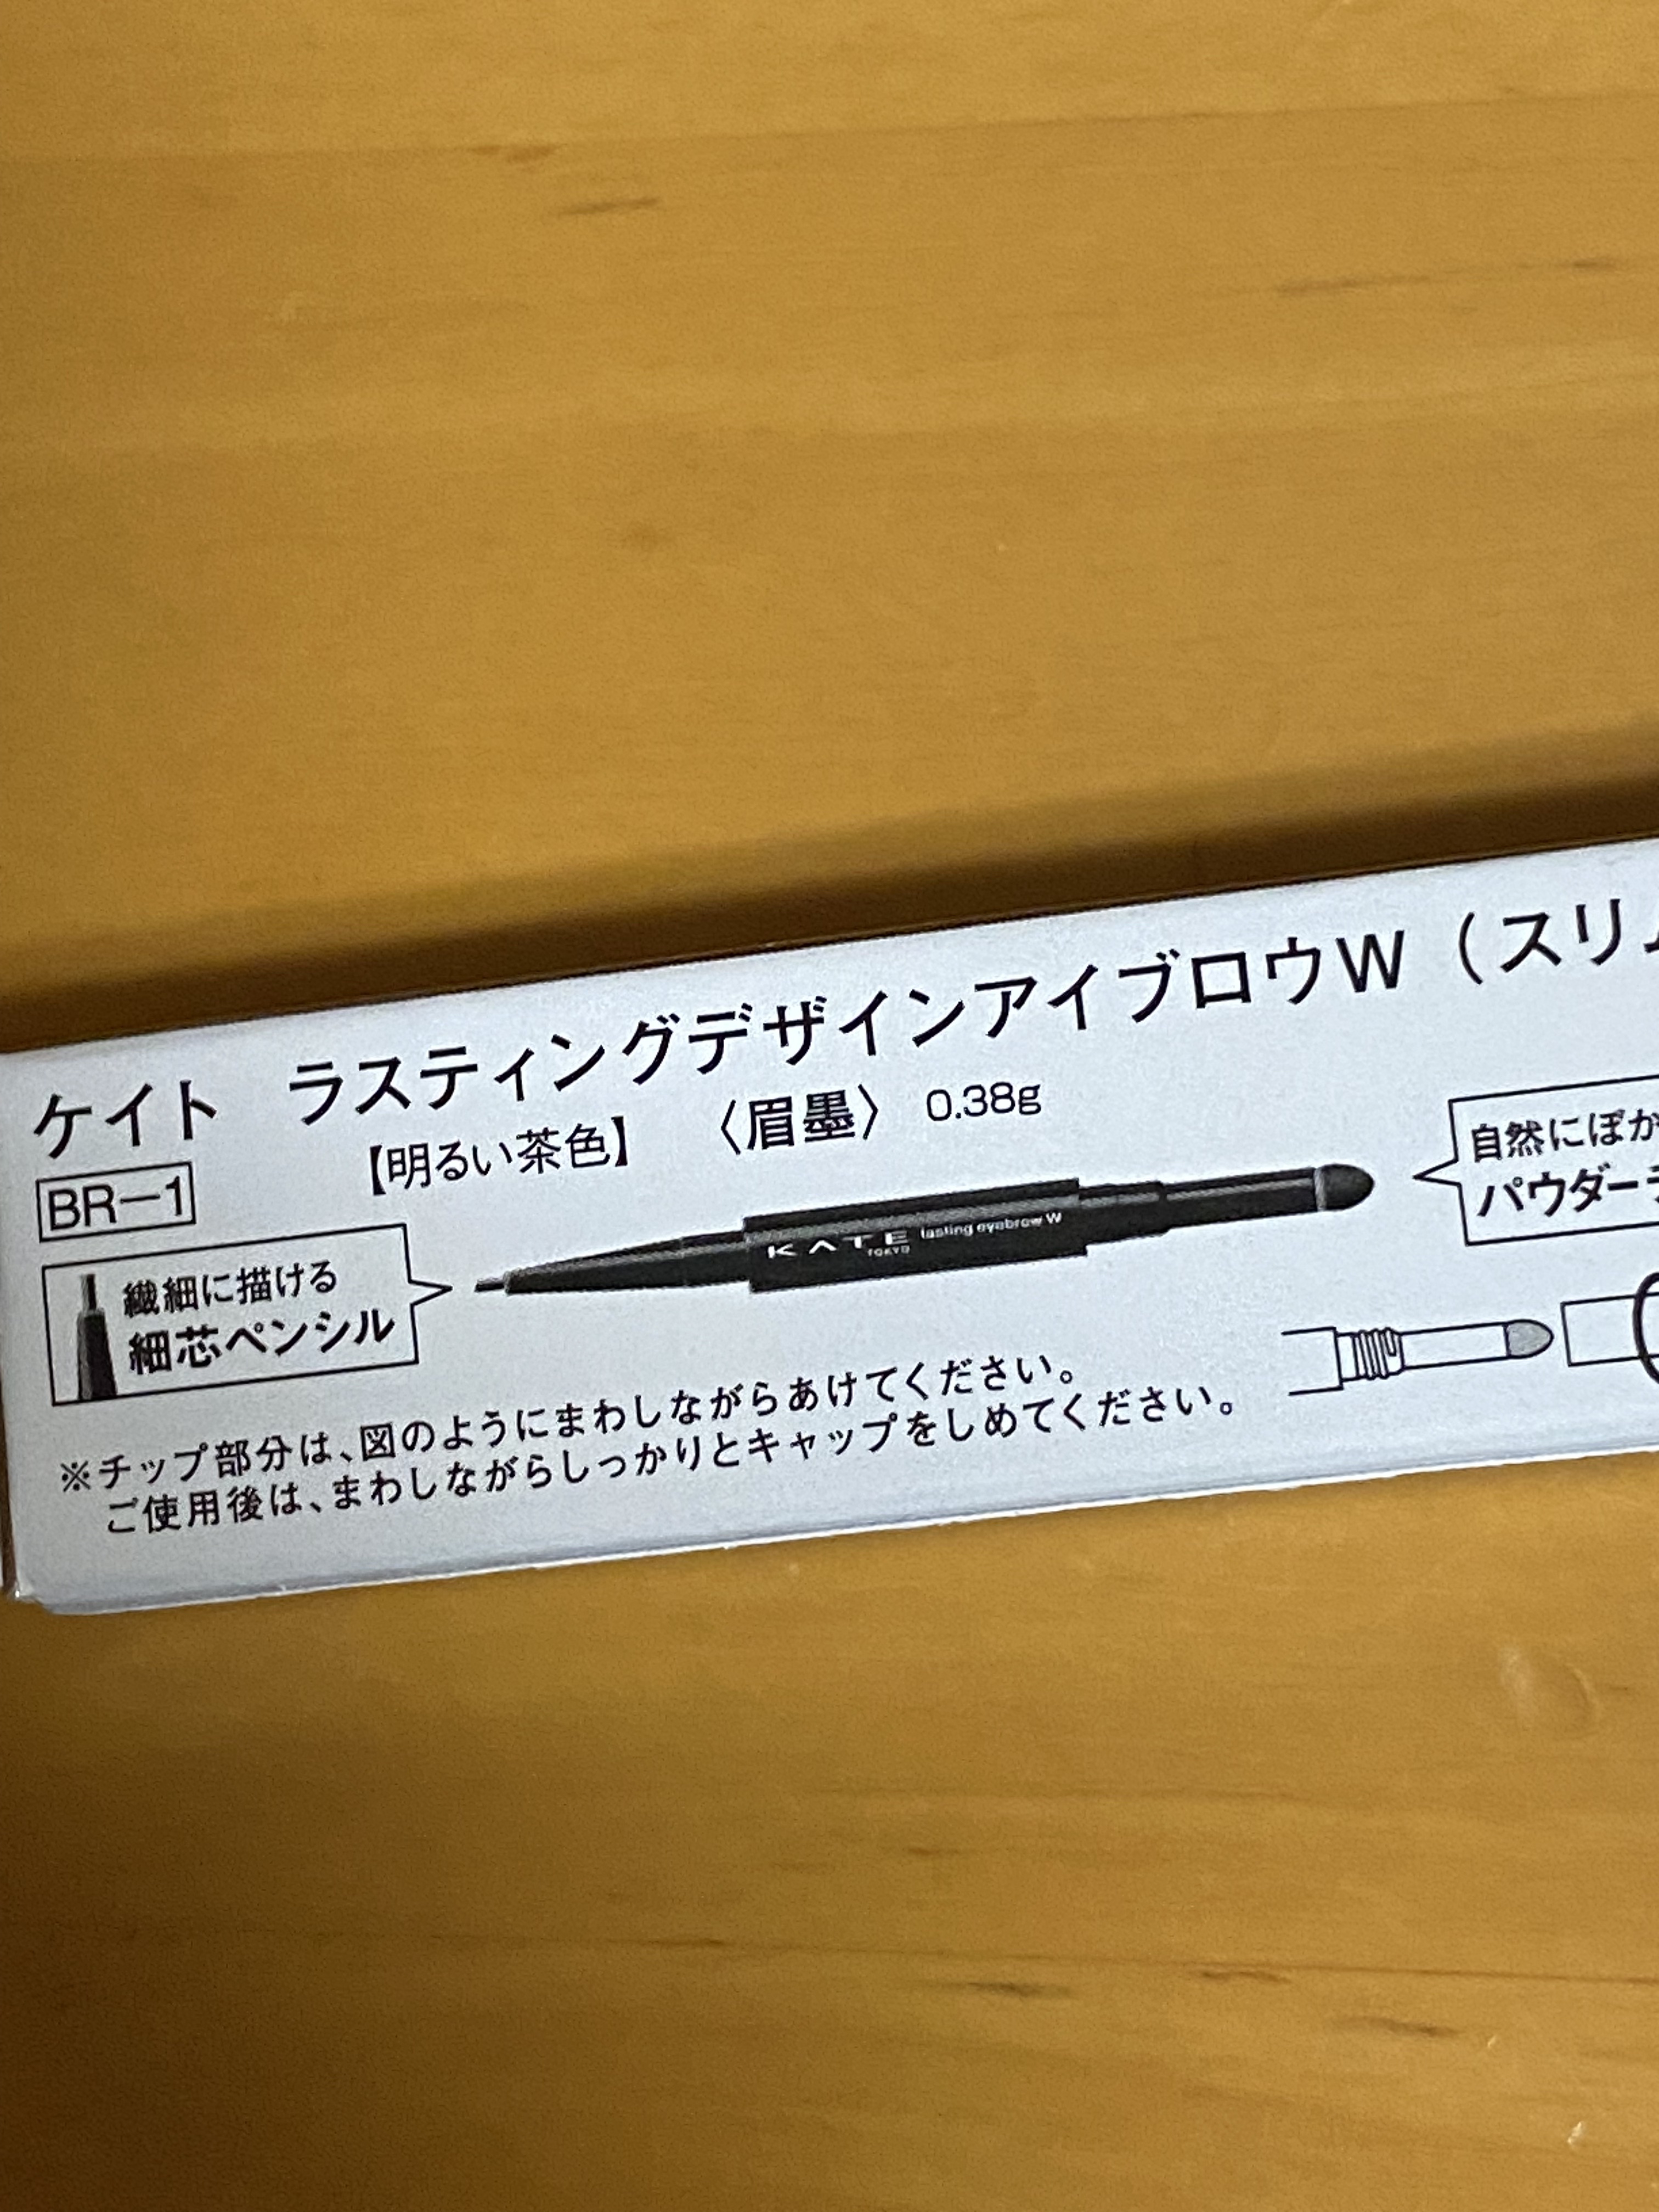 ケイト ラスティングデザインアイブロウW（スリム
BR-1 【明るい茶色】 〈眉墨〉 0.38g
繊細に描ける
細芯ペンシル
KATE
TOKYO
lasting eyebrow W
自然にぼか
パウダー
※チップ部分は、図のようにまわしながらあけてください。
ご使用後は、まわしながらしっかりとキャップをしめてください。